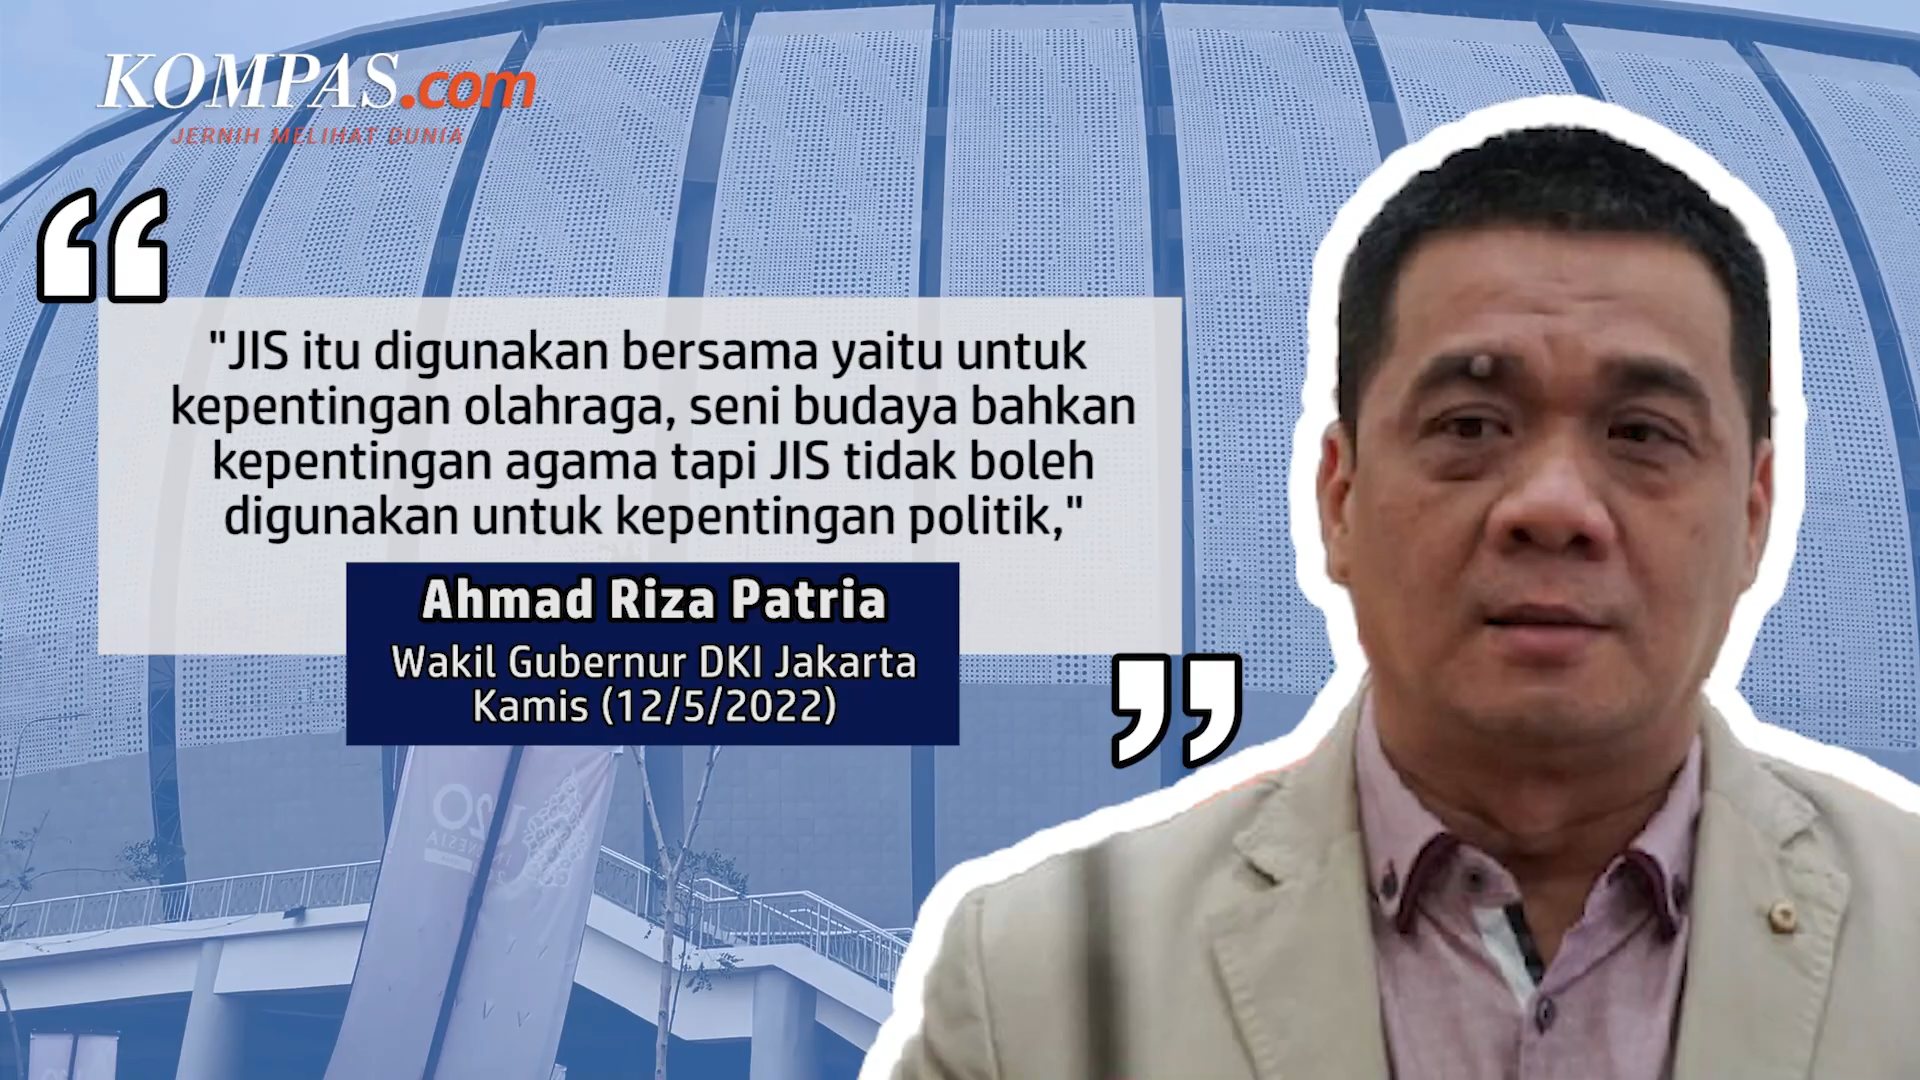 KOMPAS.com
JERNIH MELIHAT DUNIA
"JIS itu digunakan bersama yaitu untuk
kepentingan olahraga, seni budaya bahkan
kepentingan agama tapi JIS tidak boleh
digunakan untuk kepentingan politik,"
Ahmad Riza Patria
Wakil Gubernur DKI Jakarta
Kamis (12/5/2022)